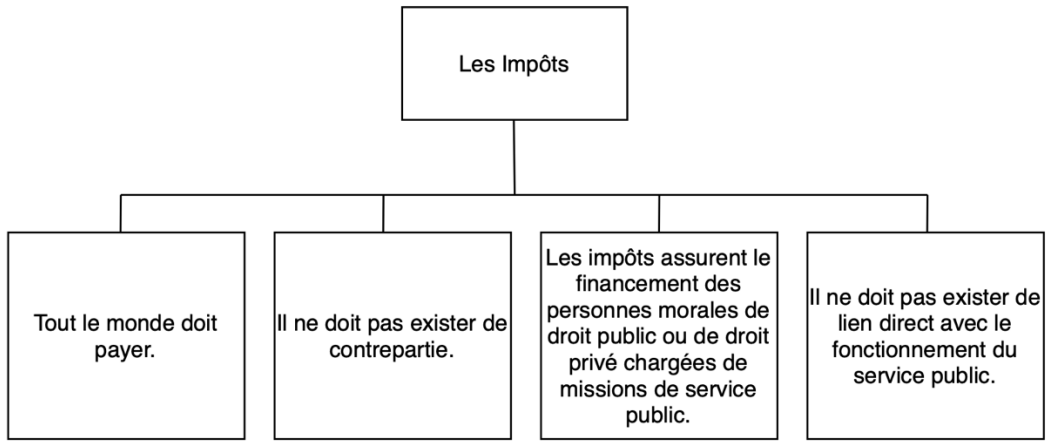 Les Impôts
Tout le monde doit
payer.
Il ne doit pas exister de
contrepartie.
Les impôts assurent le
financement des
personnes morales de
droit public ou de droit
privé chargées de
missions de service
public.
Il ne doit pas exister de
lien direct avec le
fonctionnement du
service public.